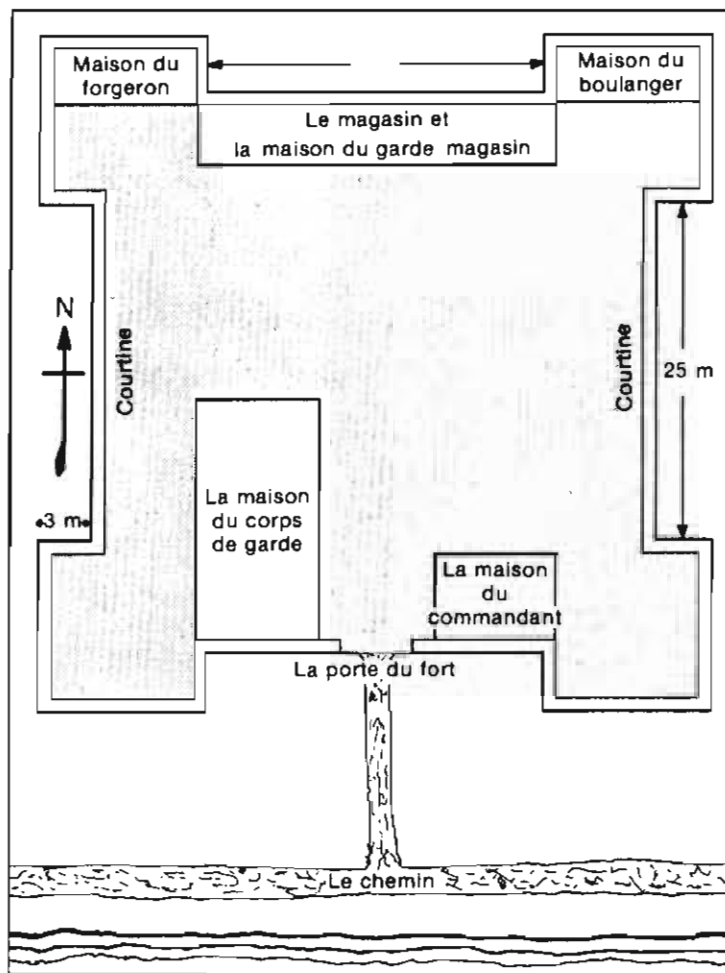 Maison du
forgeron
Maison du
boulanger
Le magasin et
la maison du garde magasin
N
Courtine
Courtine
25 m
3 m
La maison
du corps
de garde
La maison
du
commandant
La porte du fort
Le chemin